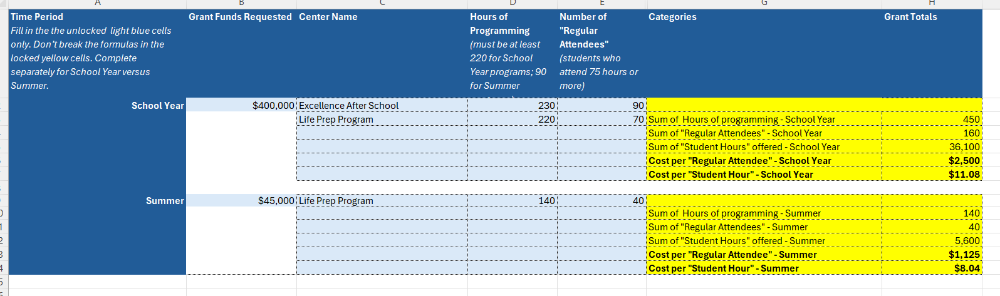 A B C D E G H
Time Period Grant Funds Requested Center Name Hours of Number of Categories Grant Totals
Fill in the the unlocked light blue cells Programming "Regular
only. Don't break the formulas in the (must be at least Attendees"
locked yellow cells. Complete 220 for School (students who
separately for School Year versus Year programs; 90 attend 75 hours or
Summer. for Summer more)
School Year $400,000 Excellence After School 230 90
Life Prep Program 220 70 Sum of Hours of programming - School Year 450
Sum of "Regular Attendees" - School Year 160
Sum of "Student Hours" offered - School Year 36,100
Cost per "Regular Attendee" - School Year $2,500
Cost per "Student Hour" - School Year $11.08
Summer $45,000 Life Prep Program 140 40
Sum of Hours of programming - Summer 140
Sum of "Regular Attendees" - Summer 40
Sum of "Student Hours" offered - Summer 5,600
Cost per "Regular Attendee" - Summer $1,125
Cost per "Student Hour" - Summer $8.04